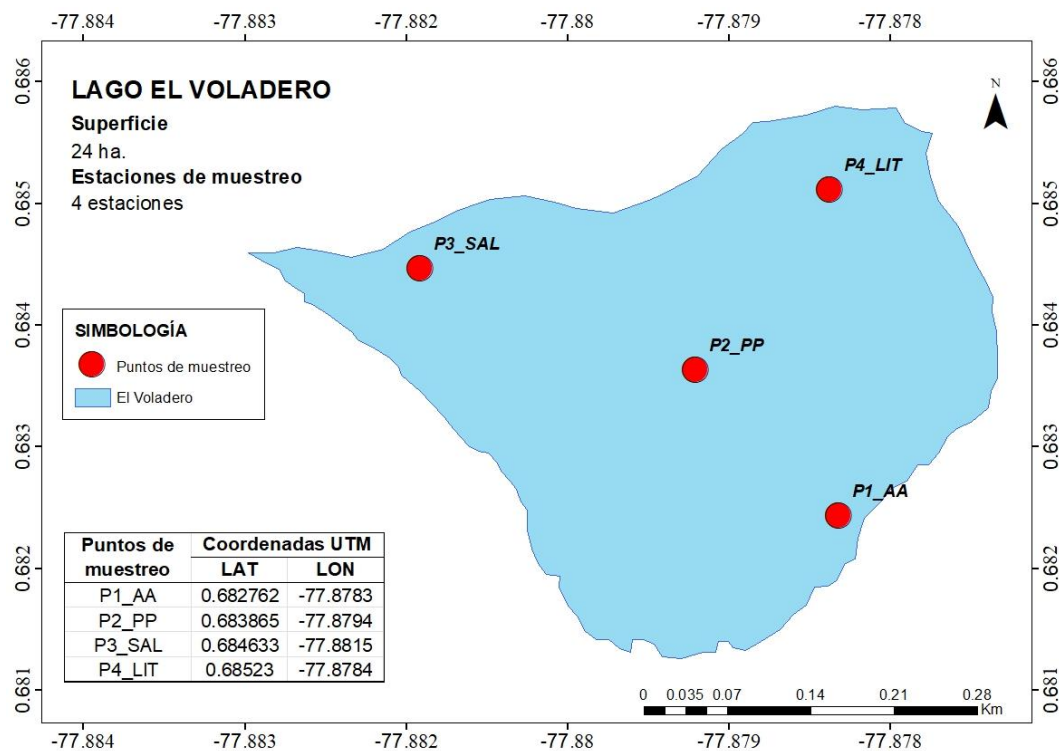 -77.884 -77.883 -77.882 -77.88 -77.879 -77.878
0.686 0.686
LAGO EL VOLADERO
Superficie
24 ha.
Estaciones de muestreo
4 estaciones
N
P4_LIT
0.685 0.685
P3_SAL
0.684 0.684
SIMBOLOGÍA
Puntos de muestreo
El Voladero
P2_PP
0.683 0.683
P1_AA
Puntos de muestreo Coordenadas UTM
LAT LON
P1_AA 0.682762 -77.8783
P2_PP 0.683865 -77.8794
P3_SAL 0.684633 -77.8815
P4_LIT 0.68523 -77.8784
0.682 0.682
0.681 0.681
0 0.035 0.07 0.14 0.21 0.28
Km
-77.884 -77.883 -77.882 -77.88 -77.879 -77.878